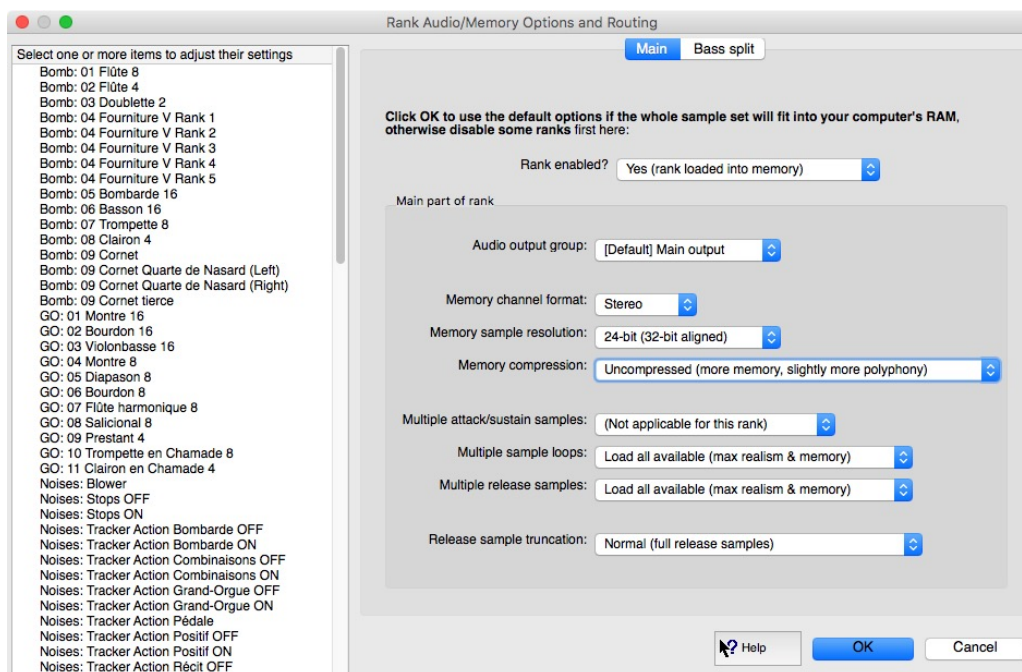 Rank Audio/Memory Options and Routing
Select one or more items to adjust their settings
Bomb: 01 Flûte 8
Bomb: 02 Flûte 4
Bomb: 03 Doublette 2
Bomb: 04 Fourniture V Rank 1
Bomb: 04 Fourniture V Rank 2
Bomb: 04 Fourniture V Rank 3
Bomb: 04 Fourniture V Rank 4
Bomb: 04 Fourniture V Rank 5
Bomb: 05 Bombarde 16
Bomb: 06 Basson 16
Bomb: 07 Trompette 8
Bomb: 08 Clairon 4
Bomb: 09 Cornet
Bomb: 09 Cornet Quarte de Nasard (Left)
Bomb: 09 Cornet Quarte de Nasard (Right)
Bomb: 09 Cornet tierce
GO: 01 Montre 16
GO: 02 Bourdon 16
GO: 03 Violonbasse 16
GO: 04 Montre 8
GO: 05 Diapason 8
GO: 06 Bourdon 8
GO: 07 Flûte harmonique 8
GO: 08 Salicional 8
GO: 09 Prestant 4
GO: 10 Trompette en Chamade 8
GO: 11 Clairon en Chamade 4
Noises: Blower
Noises: Stops OFF
Noises: Stops ON
Noises: Tracker Action Bombarde OFF
Noises: Tracker Action Bombarde ON
Noises: Tracker Action Combinaisons OFF
Noises: Tracker Action Combinaisons ON
Noises: Tracker Action Grand-Orgue OFF
Noises: Tracker Action Grand-Orgue ON
Noises: Tracker Action Pédale
Noises: Tracker Action Positif OFF
Noises: Tracker Action Positif ON
Noises: Tracker Action Récit OFF
Main Bass split
Click OK to use the default options if the whole sample set will fit into your computer's RAM,
otherwise disable some ranks first here:
Rank enabled? Yes (rank loaded into memory)
Main part of rank
Audio output group: [Default] Main output
Memory channel format: Stereo
Memory sample resolution: 24-bit (32-bit aligned)
Memory compression: Uncompressed (more memory, slightly more polyphony)
Multiple attack/sustain samples: (Not applicable for this rank)
Multiple sample loops: Load all available (max realism & memory)
Multiple release samples: Load all available (max realism & memory)
Release sample truncation: Normal (full release samples)
Help OK Cancel